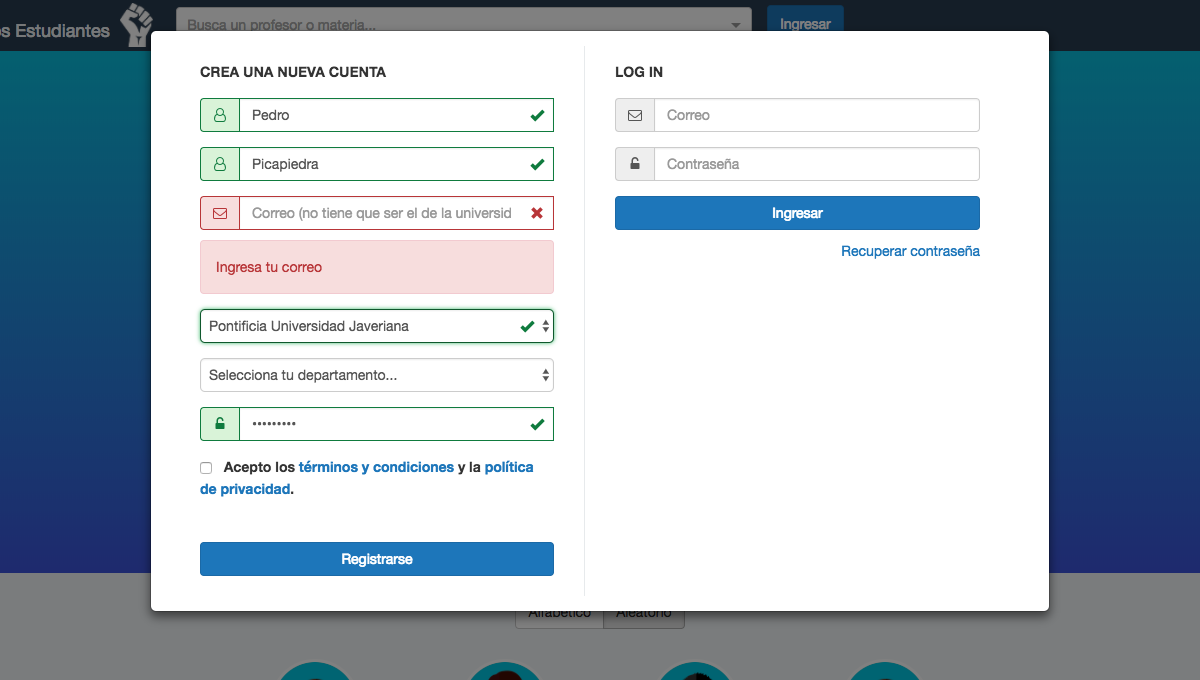 s Estudiantes
Busca un profesor o materia...
Ingresar
CREA UNA NUEVA CUENTA
Pedro
Picapiedra
Correo (no tiene que ser el de la universid
Ingresa tu correo
Pontificia Universidad Javeriana
Selecciona tu departamento...
•••••••••
Acepto los términos y condiciones y la política
de privacidad.
Registrarse
LOG IN
Correo
Contraseña
Ingresar
Recuperar contraseña
Alfabético
Aleatorio